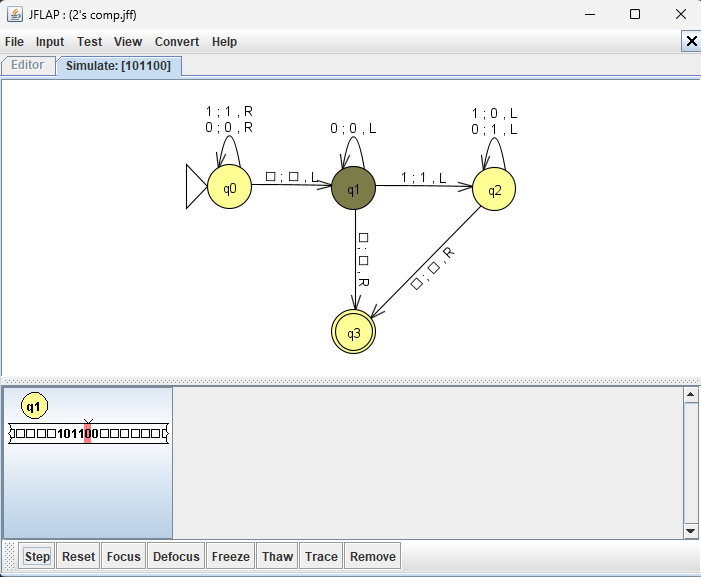 JFLAP : (2's comp.jff)
File Input Test View Convert Help
Editor Simulate: [101100]
1 ; 1 , R
0 ; 0 , R
0 ; 0 , L
1 ; 0 , L
0 ; 1 , L
q0
□ ; □ , L
q1
1 ; 1 , L
q2
□ ; □ , R
□ ; □ , R
q3
q1
□□□□□101100□□□□□□□
Step Reset Focus Defocus Freeze Thaw Trace Remove